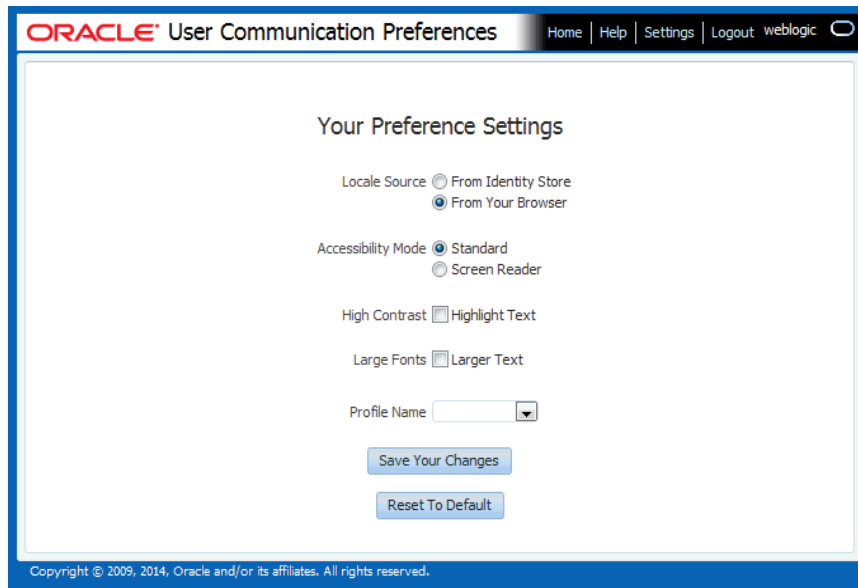 ORACLE User Communication Preferences Home Help Settings Logout weblogic
Your Preference Settings
Locale Source From Identity Store
From Your Browser
Accessibility Mode Standard
Screen Reader
High Contrast Highlight Text
Large Fonts Larger Text
Profile Name
Save Your Changes
Reset To Default
Copyright © 2009, 2014, Oracle and/or its affiliates. All rights reserved.